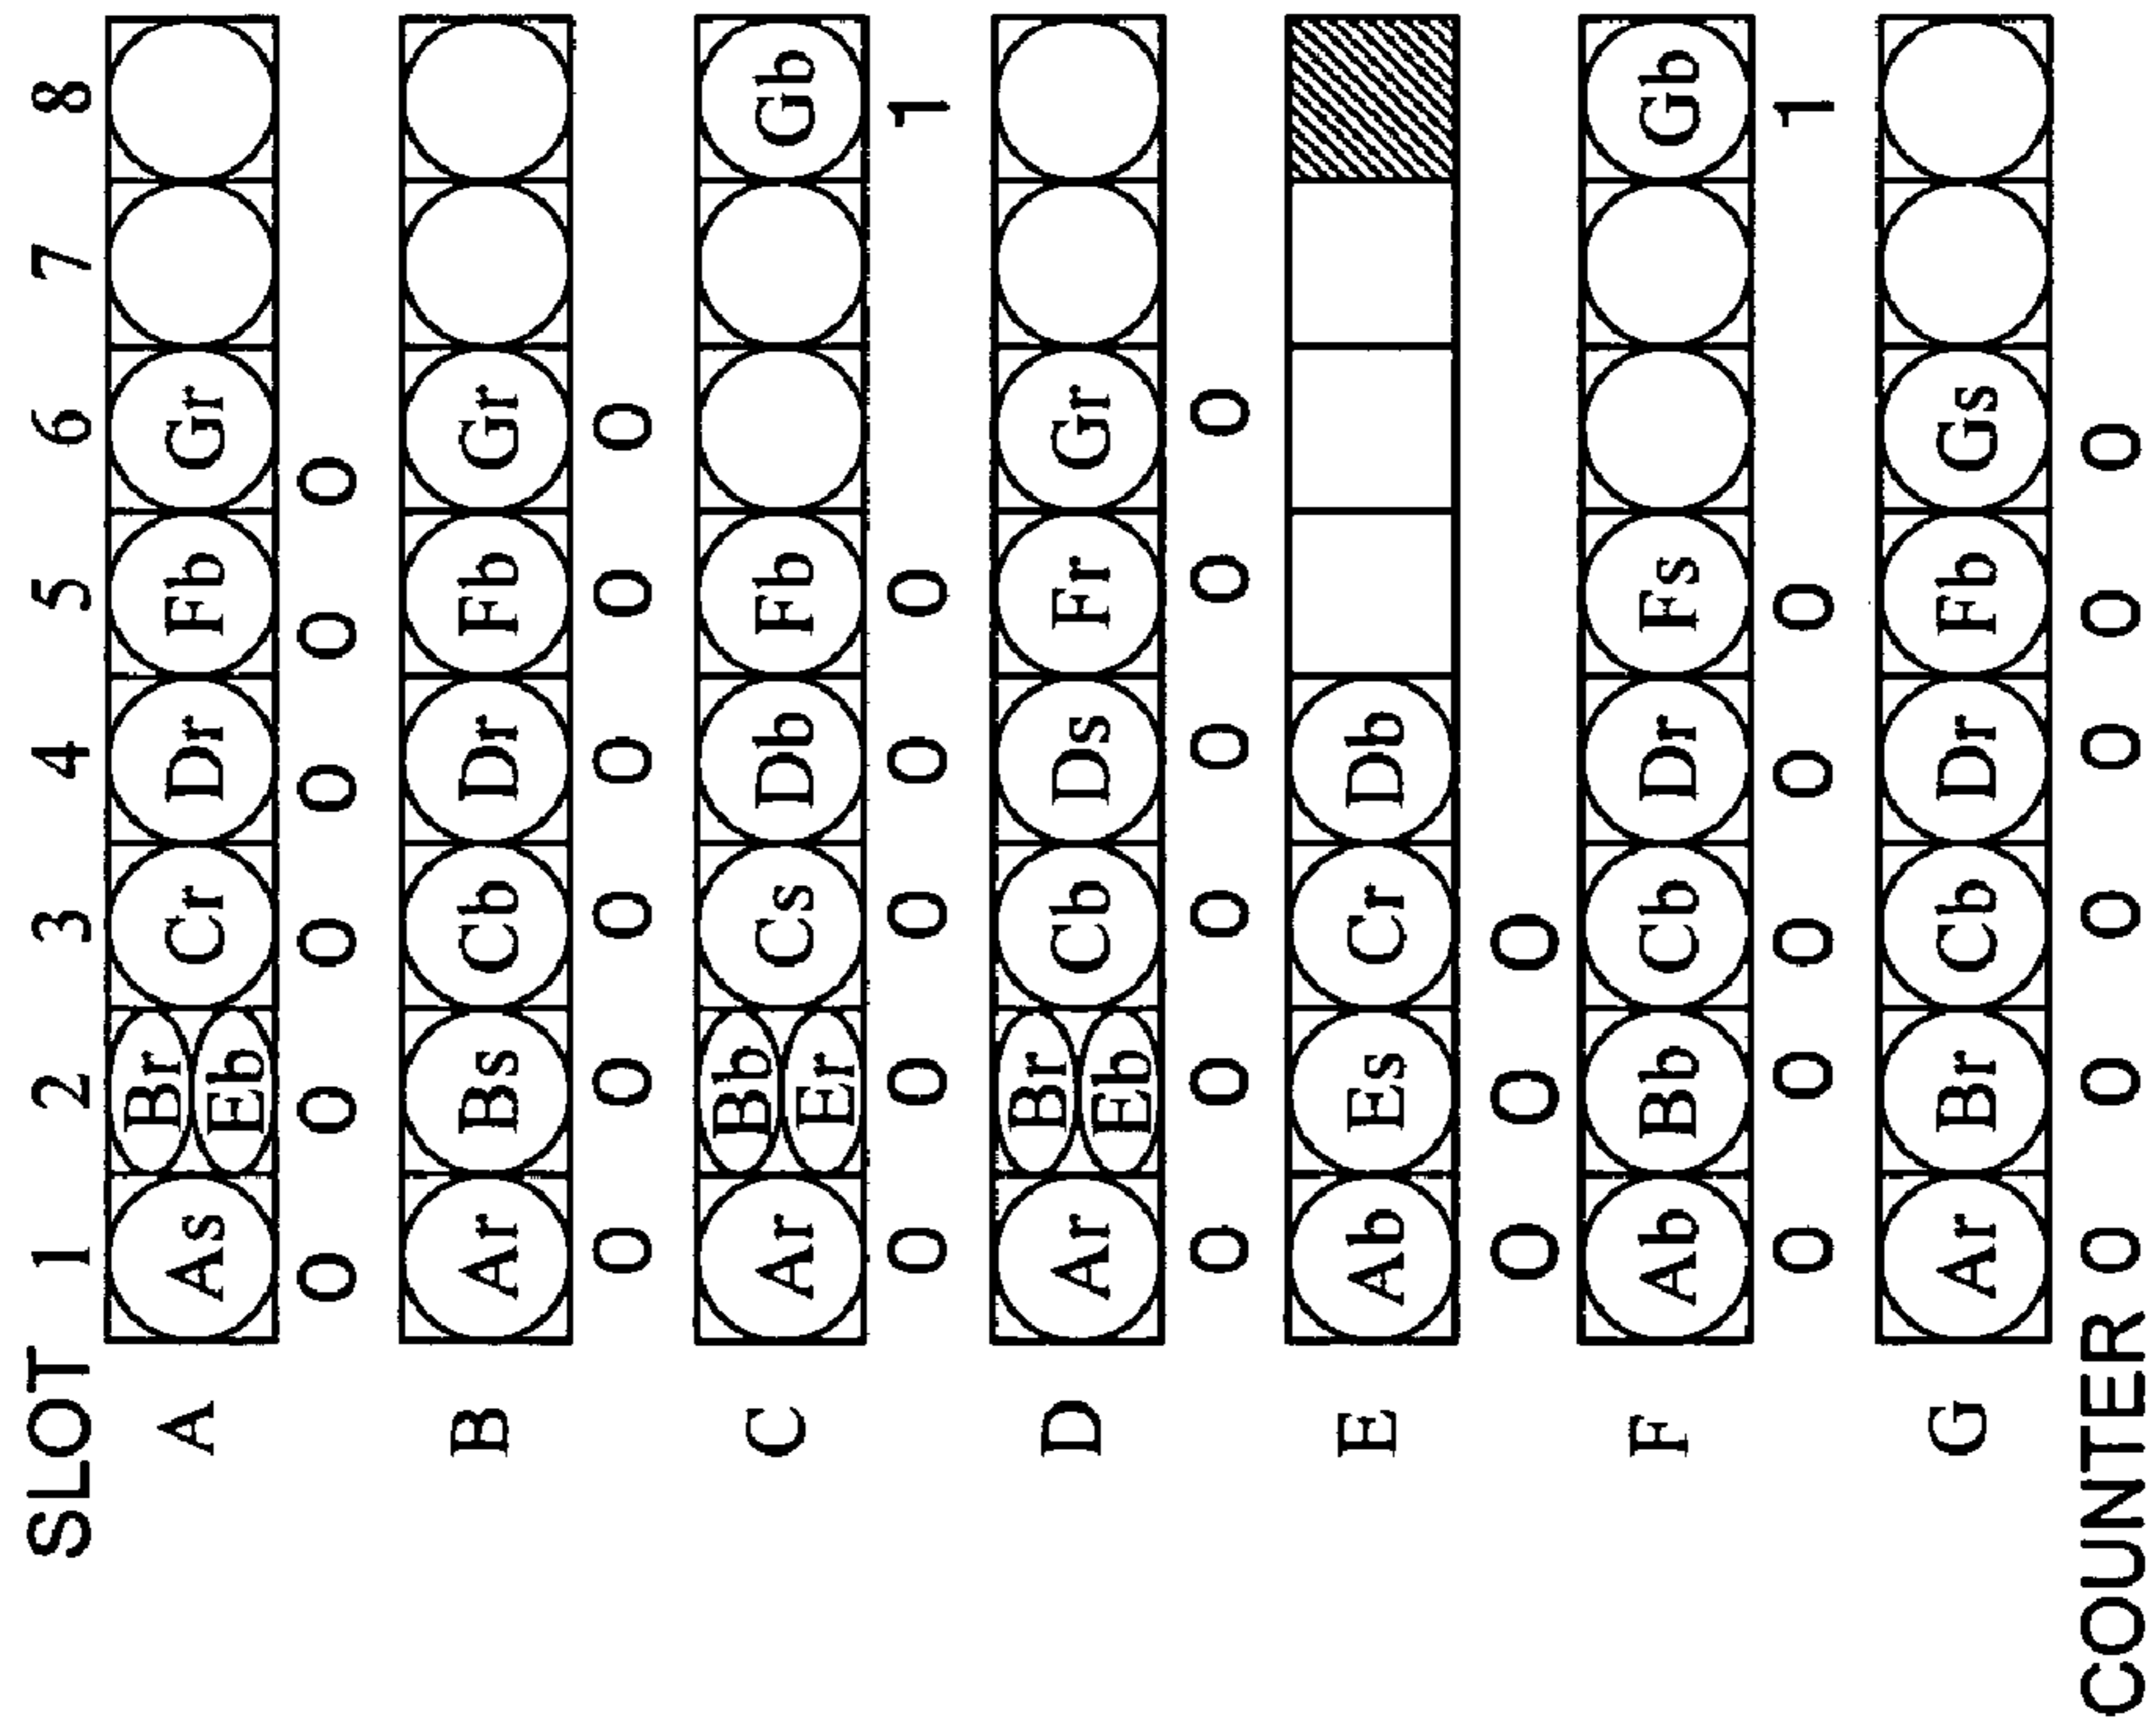 SLOT 1 2 3 4 5 6 7 8
A As Br Eb Cr Dr Fb Gr
0 0 0 0 0 0
B Ar Bs Cb Dr Fb Gr
0 0 0 0 0 0
C Ar Bb Er Cs Db Fb Gb
0 0 0 0 0 1
D Ar Br Eb Cb Ds Fr Gr
0 0 0 0 0 0
E Ab Es Cr Db
0 0 0
F Ab Bb Cb Dr Fs Gb
0 0 0 0 0 1
G Ar Br Cb Dr Fb Gs
COUNTER 0 0 0 0 0 0